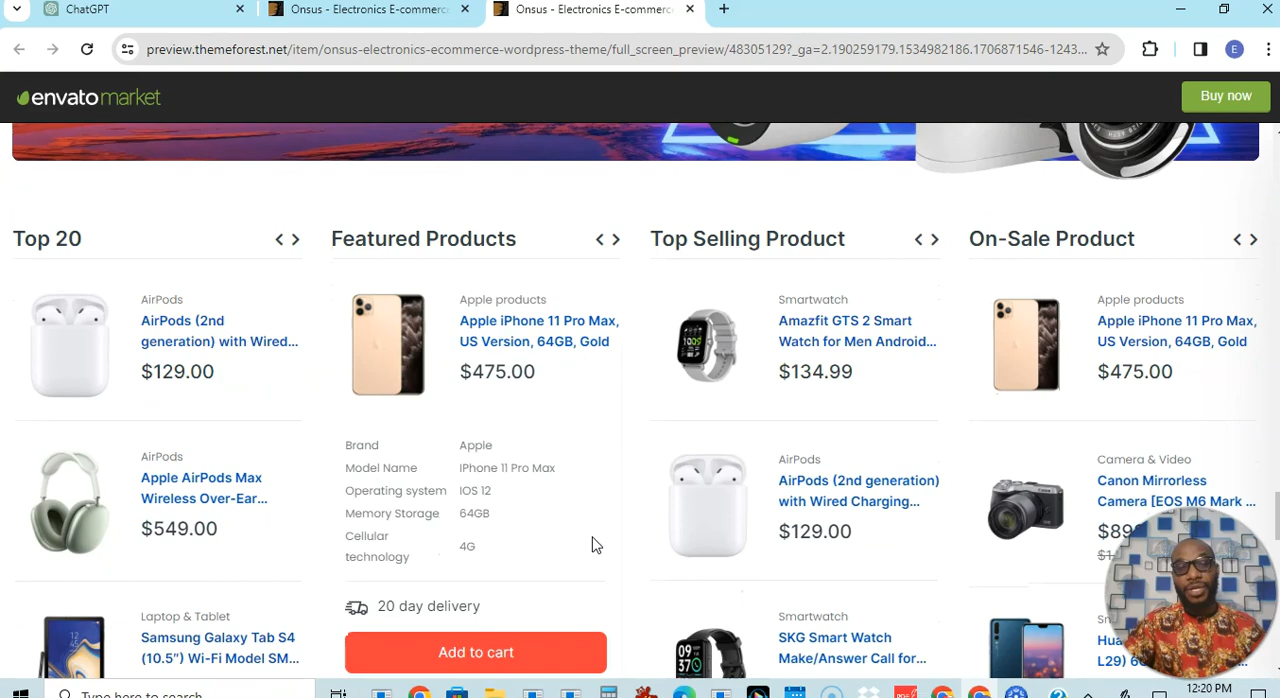 ChatGPT
Onsus - Electronics E-commerc
Onsus - Electronics E-commerc
preview.themeforest.net/item/onsus-electronics-ecommerce-wordpress-theme/full_screen_preview/48305129?_ga=2.190259179.1534982186.1706871546-1243...
E
envatomarket
Buy now
Top 20
Featured Products
Top Selling Product
On-Sale Product
AirPods
AirPods (2nd
generation) with Wired...
$129.00
Apple products
Apple iPhone 11 Pro Max,
US Version, 64GB, Gold
$475.00
Smartwatch
Amazfit GTS 2 Smart
Watch for Men Android...
$134.99
Apple products
Apple iPhone 11 Pro Max,
US Version, 64GB, Gold
$475.00
AirPods
Apple AirPods Max
Wireless Over-Ear...
$549.00
Brand Apple
Model Name IPhone 11 Pro Max
Operating system IOS 12
Memory Storage 64GB
Cellular
technology 4G
AirPods
AirPods (2nd generation)
with Wired Charging...
$129.00
Camera & Video
Canon Mirrorless
Camera [EOS M6 Mark ...
Laptop & Tablet
Samsung Galaxy Tab S4
(10.5") Wi-Fi Model SM...
20 day delivery
Add to cart
Smartwatch
SKG Smart Watch
Make/Answer Call for...
Type here to search
12:20 PM